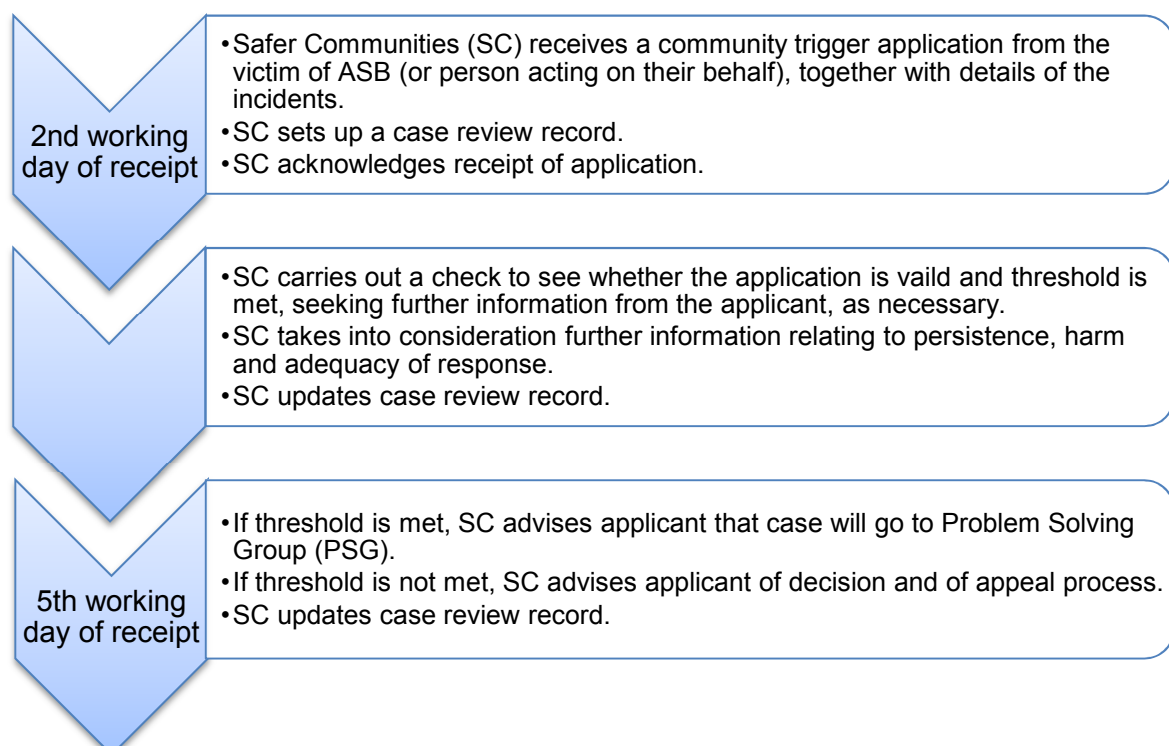 2nd working
day of receipt
•Safer Communities (SC) receives a community trigger application from the
victim of ASB (or person acting on their behalf), together with details of the
incidents.
•SC sets up a case review record.
•SC acknowledges receipt of application.
•SC carries out a check to see whether the application is vaild and threshold is
met, seeking further information from the applicant, as necessary.
•SC takes into consideration further information relating to persistence, harm
and adequacy of response.
•SC updates case review record.
5th working
day of receipt
•If threshold is met, SC advises applicant that case will go to Problem Solving
Group (PSG).
•If threshold is not met, SC advises applicant of decision and of appeal process.
•SC updates case review record.